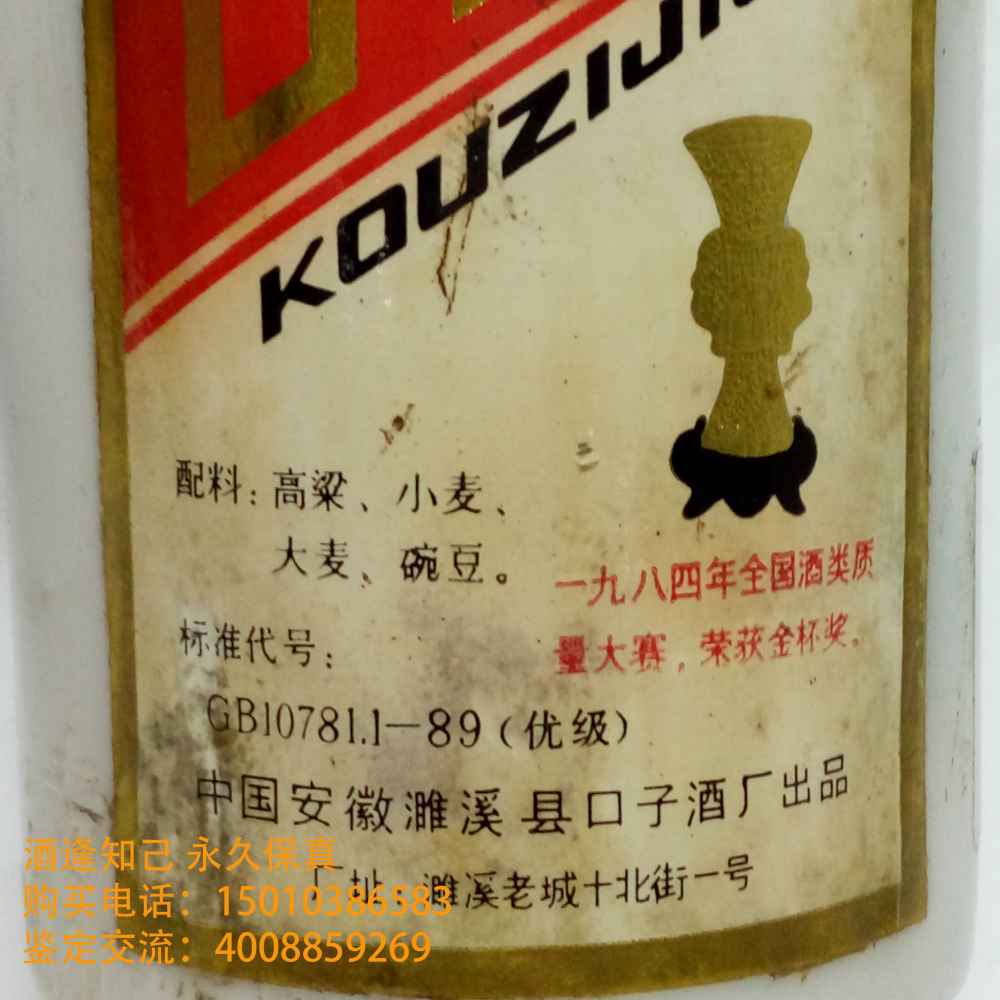 KOUZIJI
配料：高粱、小麦、
大麦、碗豆。
一九八四年全国酒类质
量大赛，荣获金杯奖。
标准代号：
GB10781.1—89（优级）
中国安徽濉溪县口子酒厂出品
厂址 濉溪老城十北街一号
酒逢知己 永久保真
购买电话：15010386583
鉴定交流：4008859269